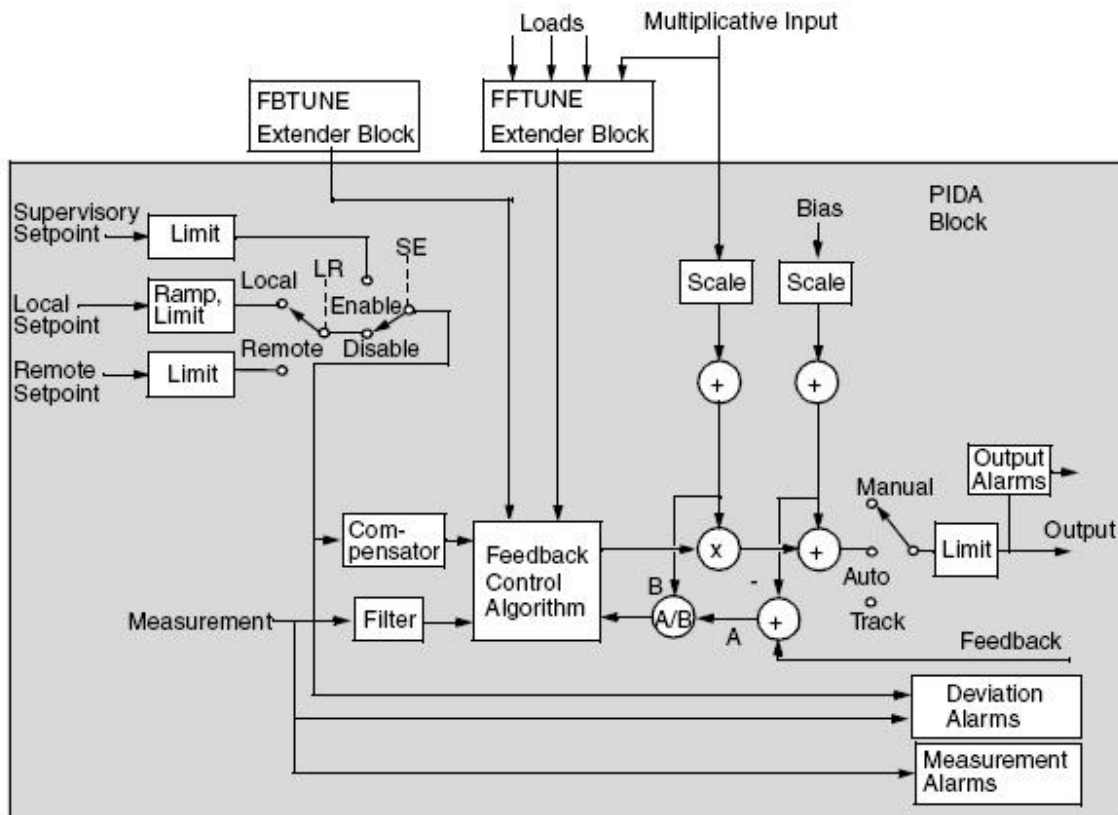 Loads
Multiplicative Input
FBTUNE
Extender Block
FFTUNE
Extender Block
PIDA
Block
Supervisory
Setpoint
Limit
Bias
SE
LR
Scale
Scale
Local
Local
Setpoint
Ramp,
Limit
Enable
Disable
Remote
Remote
Setpoint
Limit
+
+
Output
Alarms
Manual
Com-
pensator
Feedback
Control
Algorithm
x
+
Limit
Output
Auto
-
B
A/B
A
+
Track
Measurement
Filter
Feedback
Deviation
Alarms
Measurement
Alarms